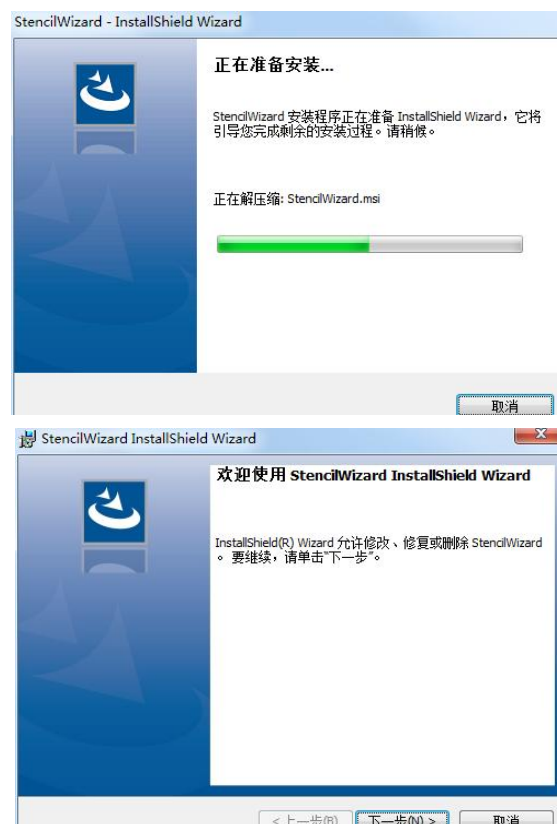 StencilWizard - InstallShield Wizard
正在准备安装...
StencilWizard 安装程序正在准备 InstallShield Wizard，它将
引导您完成剩余的安装过程。请稍候。
正在解压缩: StencilWizard.msi
取消
StencilWizard InstallShield Wizard
欢迎使用 StencilWizard InstallShield Wizard
InstallShield(R) Wizard 允许修改、修复或删除 StencilWizard
。要继续，请单击“下一步”。
< 上一步(B)
下一步(N) >
取消